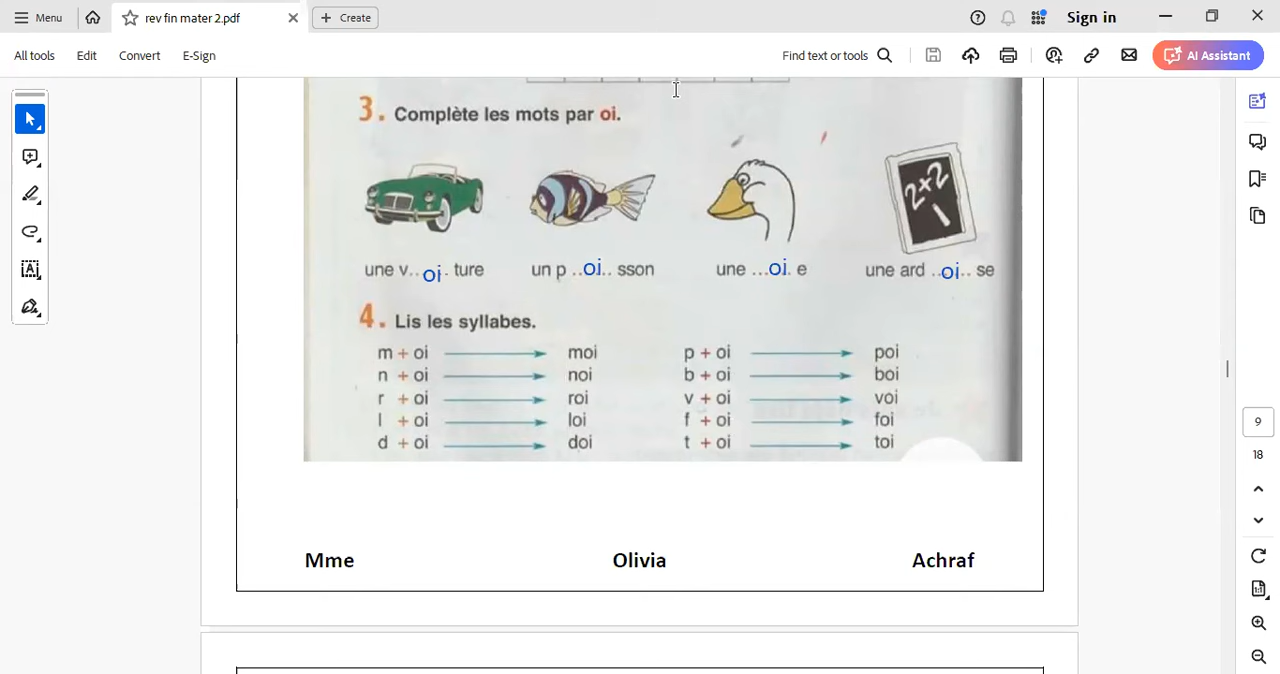 Menu
rev fin mater 2.pdf
+ Create
Sign in
All tools Edit Convert E-Sign
Find text or tools
AI Assistant
3. Complète les mots par oi.
2×2
1
une v..oi. ture un p ..oi.. sson une ...oi. e une ard ..oi.. se
4. Lis les syllabes.
m + oi moi p + oi poi
n + oi noi b + oi boi
r + oi roi v + oi voi
l + oi loi f + oi foi
d + oi doi t + oi toi
9
18
Mme Olivia Achraf